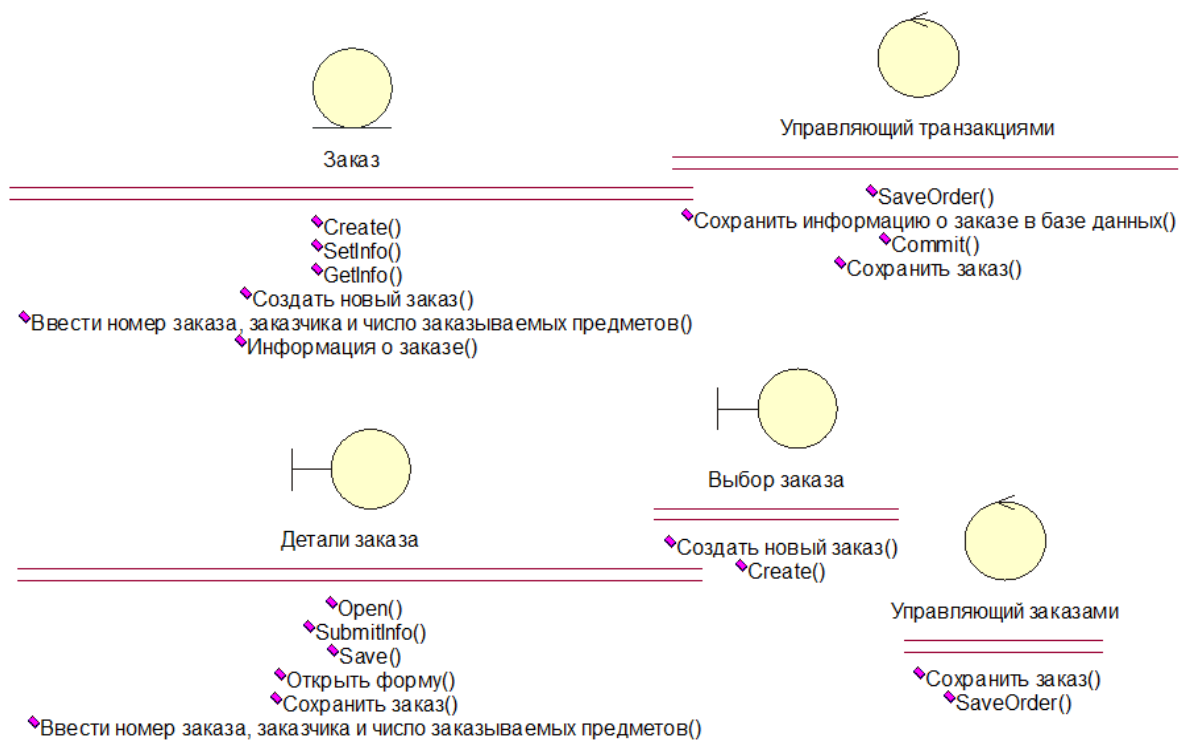 Заказ
Create()
SetInfo()
GetInfo()
Создать новый заказ()
Ввести номер заказа, заказчика и число заказываемых предметов()
Информация о заказе()
Управляющий транзакциями
SaveOrder()
Сохранить информацию о заказе в базе данных()
Commit()
Сохранить заказ()
Детали заказа
Open()
SubmitInfo()
Save()
Открыть форму()
Сохранить заказ()
Ввести номер заказа, заказчика и число заказываемых предметов()
Выбор заказа
Создать новый заказ()
Create()
Управляющий заказами
Сохранить заказ()
SaveOrder()